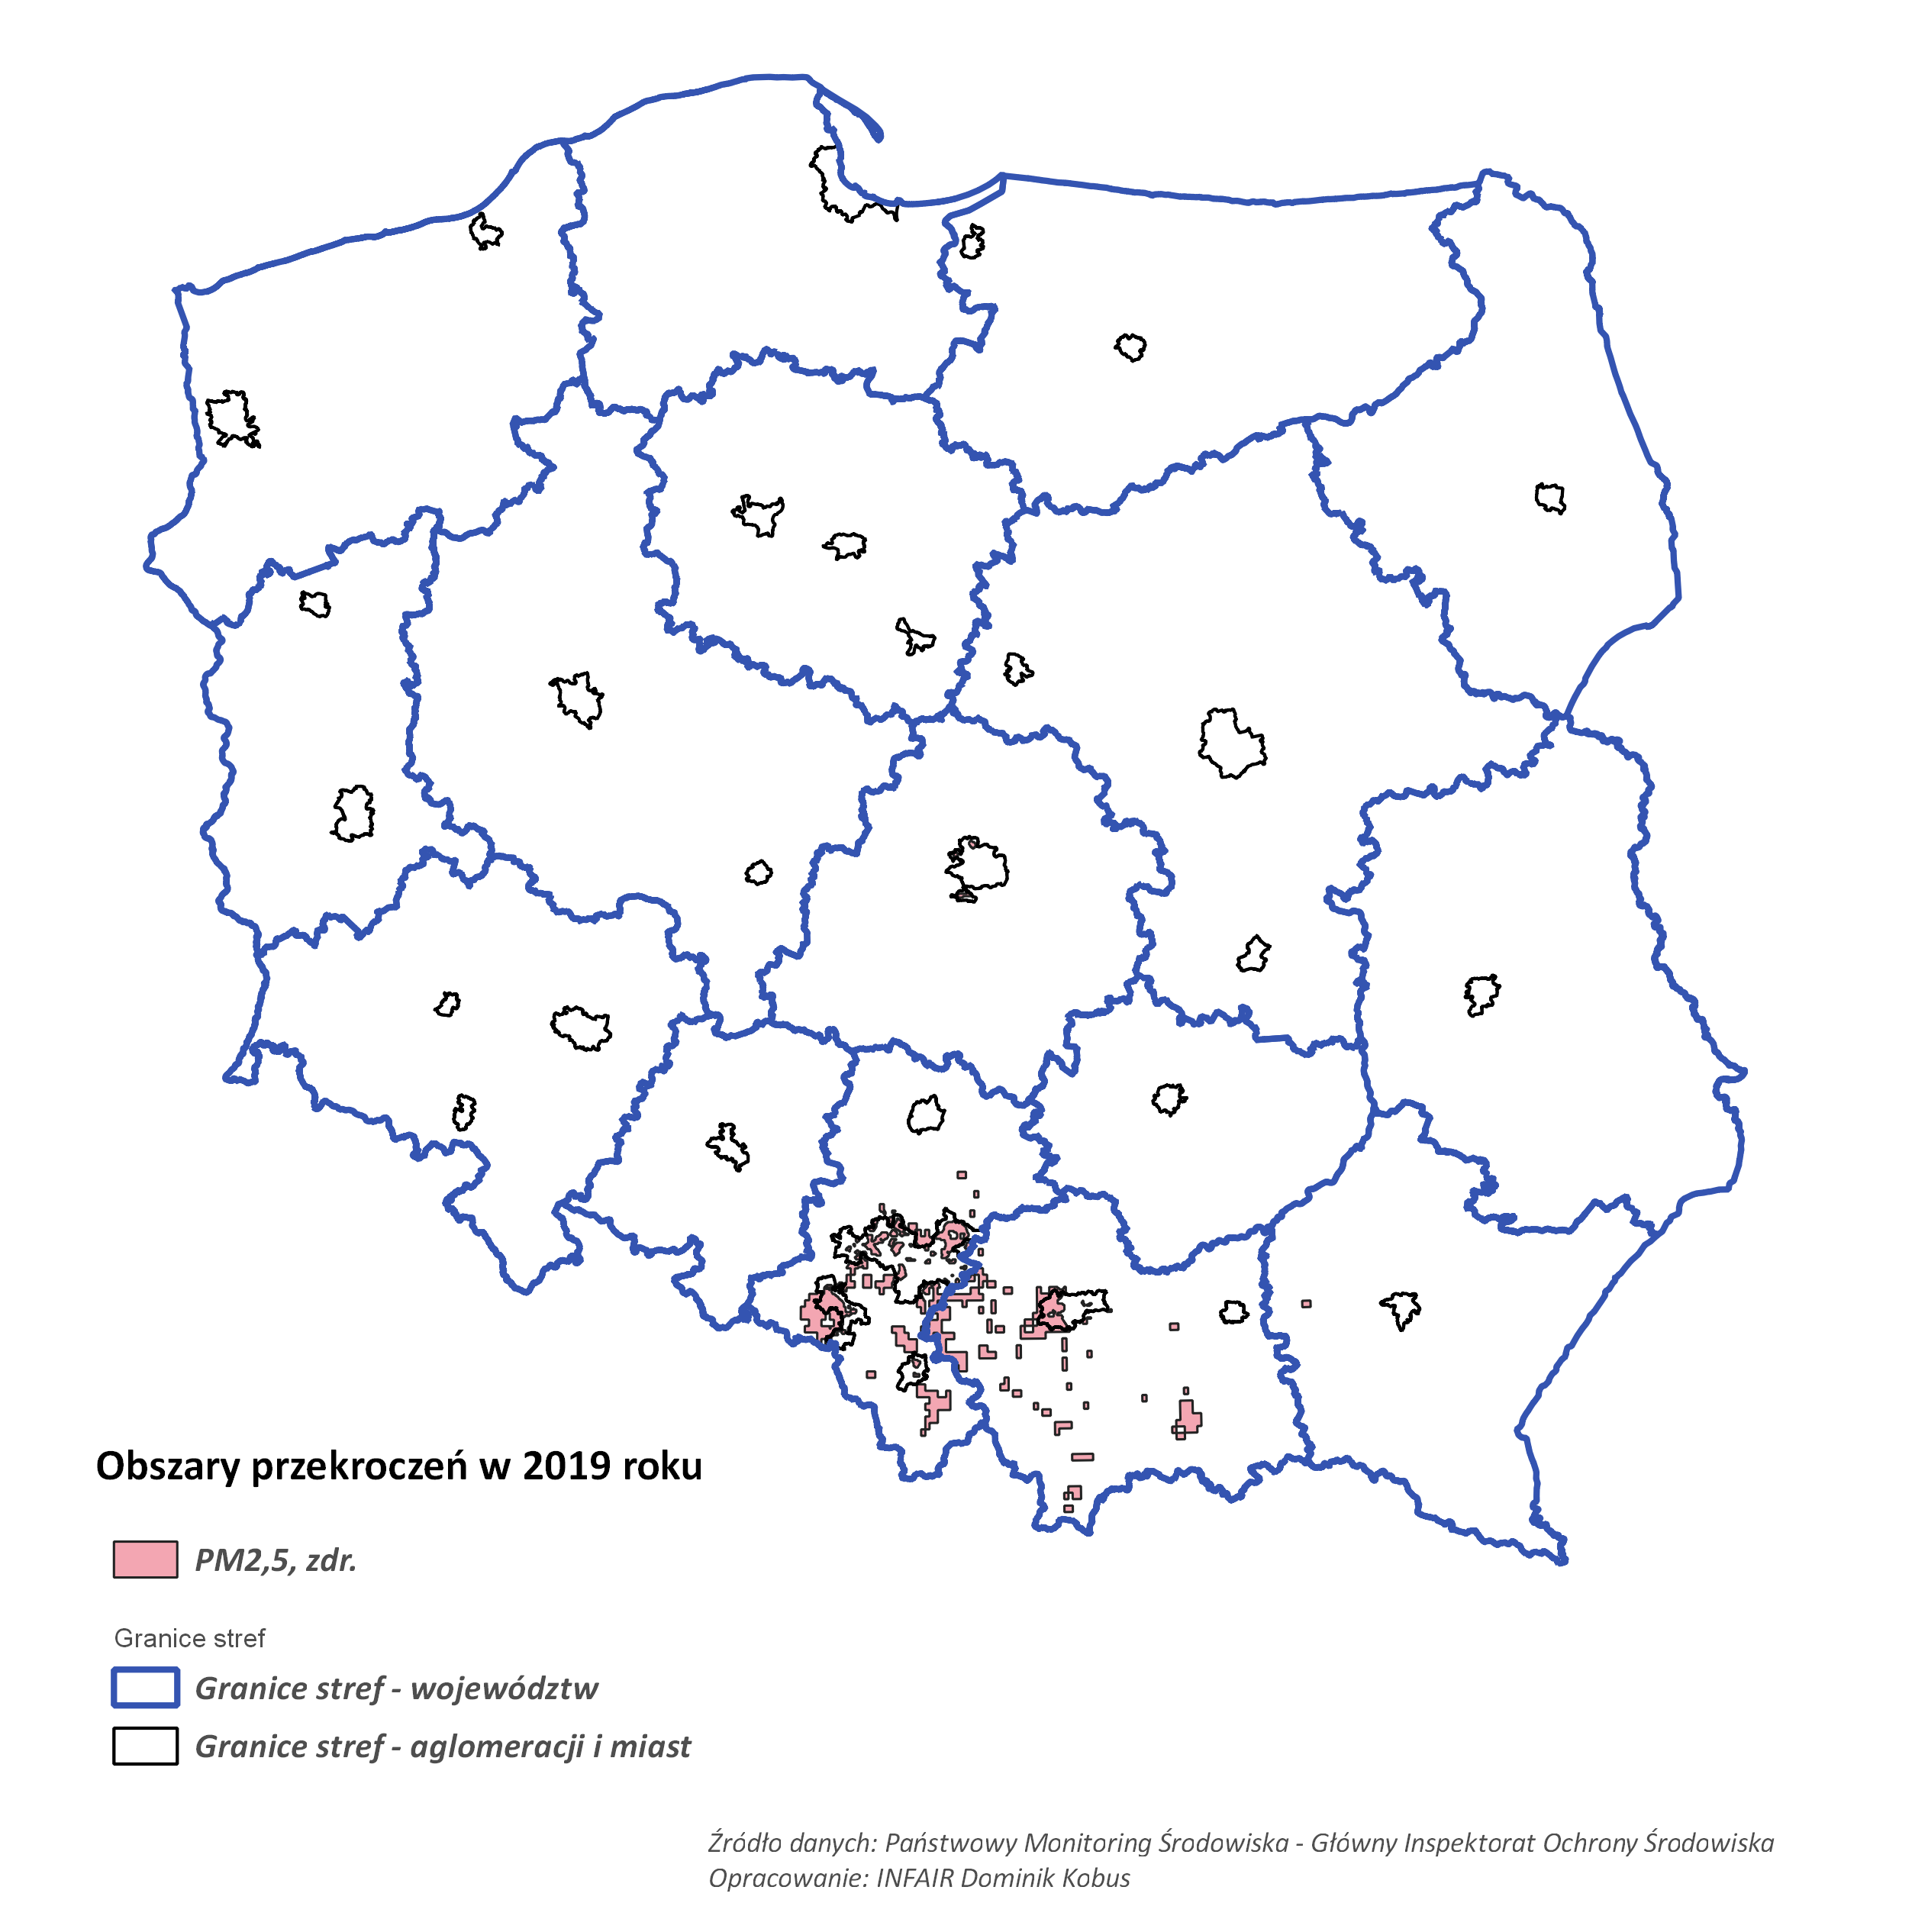 Obszary przekroczeń w 2019 roku
PM2,5, zdr.
Granice stref
Granice stref - województw
Granice stref - aglomeracji i miast
Źródło danych: Państwowy Monitoring Środowiska - Główny Inspektorat Ochrony Środowiska
Opracowanie: INFAIR Dominik Kobus